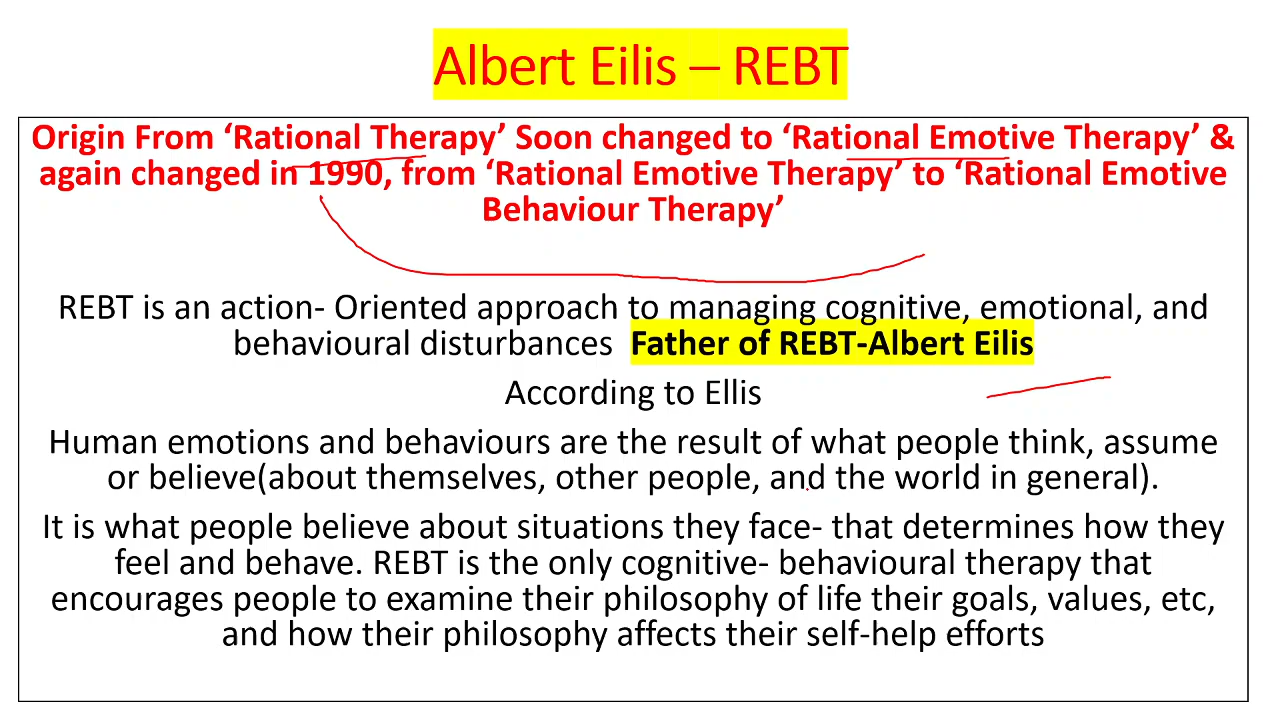 Albert Eilis – REBT
Origin From ‘Rational Therapy’ Soon changed to ‘Rational Emotive Therapy’ &
again changed in 1990, from ‘Rational Emotive Therapy’ to ‘Rational Emotive
Behaviour Therapy’
REBT is an action- Oriented approach to managing cognitive, emotional, and
behavioural disturbances Father of REBT-Albert Eilis
According to Ellis
Human emotions and behaviours are the result of what people think, assume
or believe(about themselves, other people, and the world in general).
It is what people believe about situations they face- that determines how they
feel and behave. REBT is the only cognitive- behavioural therapy that
encourages people to examine their philosophy of life their goals, values, etc,
and how their philosophy affects their self-help efforts